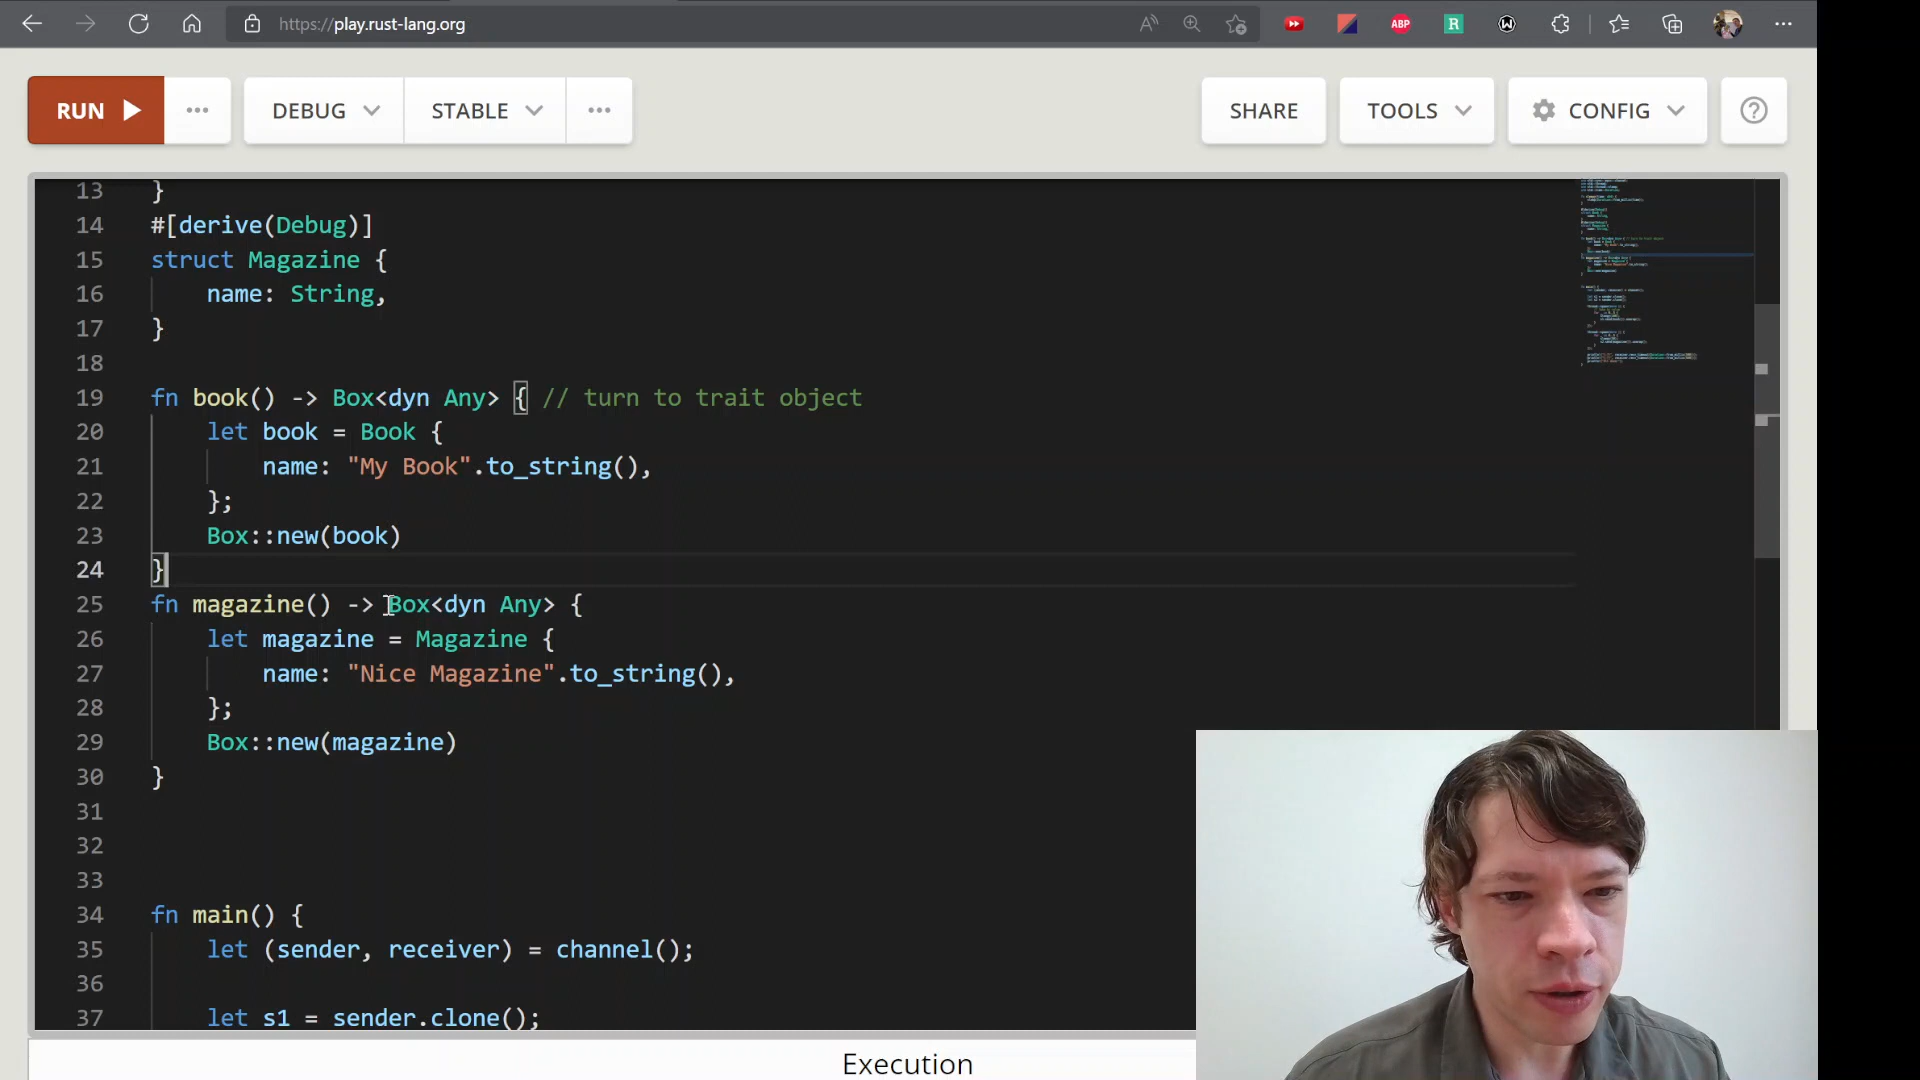 https://play.rust-lang.org
ABP
R
W
RUN
DEBUG
STABLE
SHARE
TOOLS
CONFIG
13 }
14 #[derive(Debug)]
15 struct Magazine {
16 name: String,
17 }
18
19 fn book() -> Box<dyn Any> { // turn to trait object
20 let book = Book {
21 name: "My Book".to_string(),
22 };
23 Box::new(book)
24 }
25 fn magazine() -> Box<dyn Any> {
26 let magazine = Magazine {
27 name: "Nice Magazine".to_string(),
28 };
29 Box::new(magazine)
30 }
31
32
33
34 fn main() {
35 let (sender, receiver) = channel();
36
37 let s1 = sender.clone();
Execution